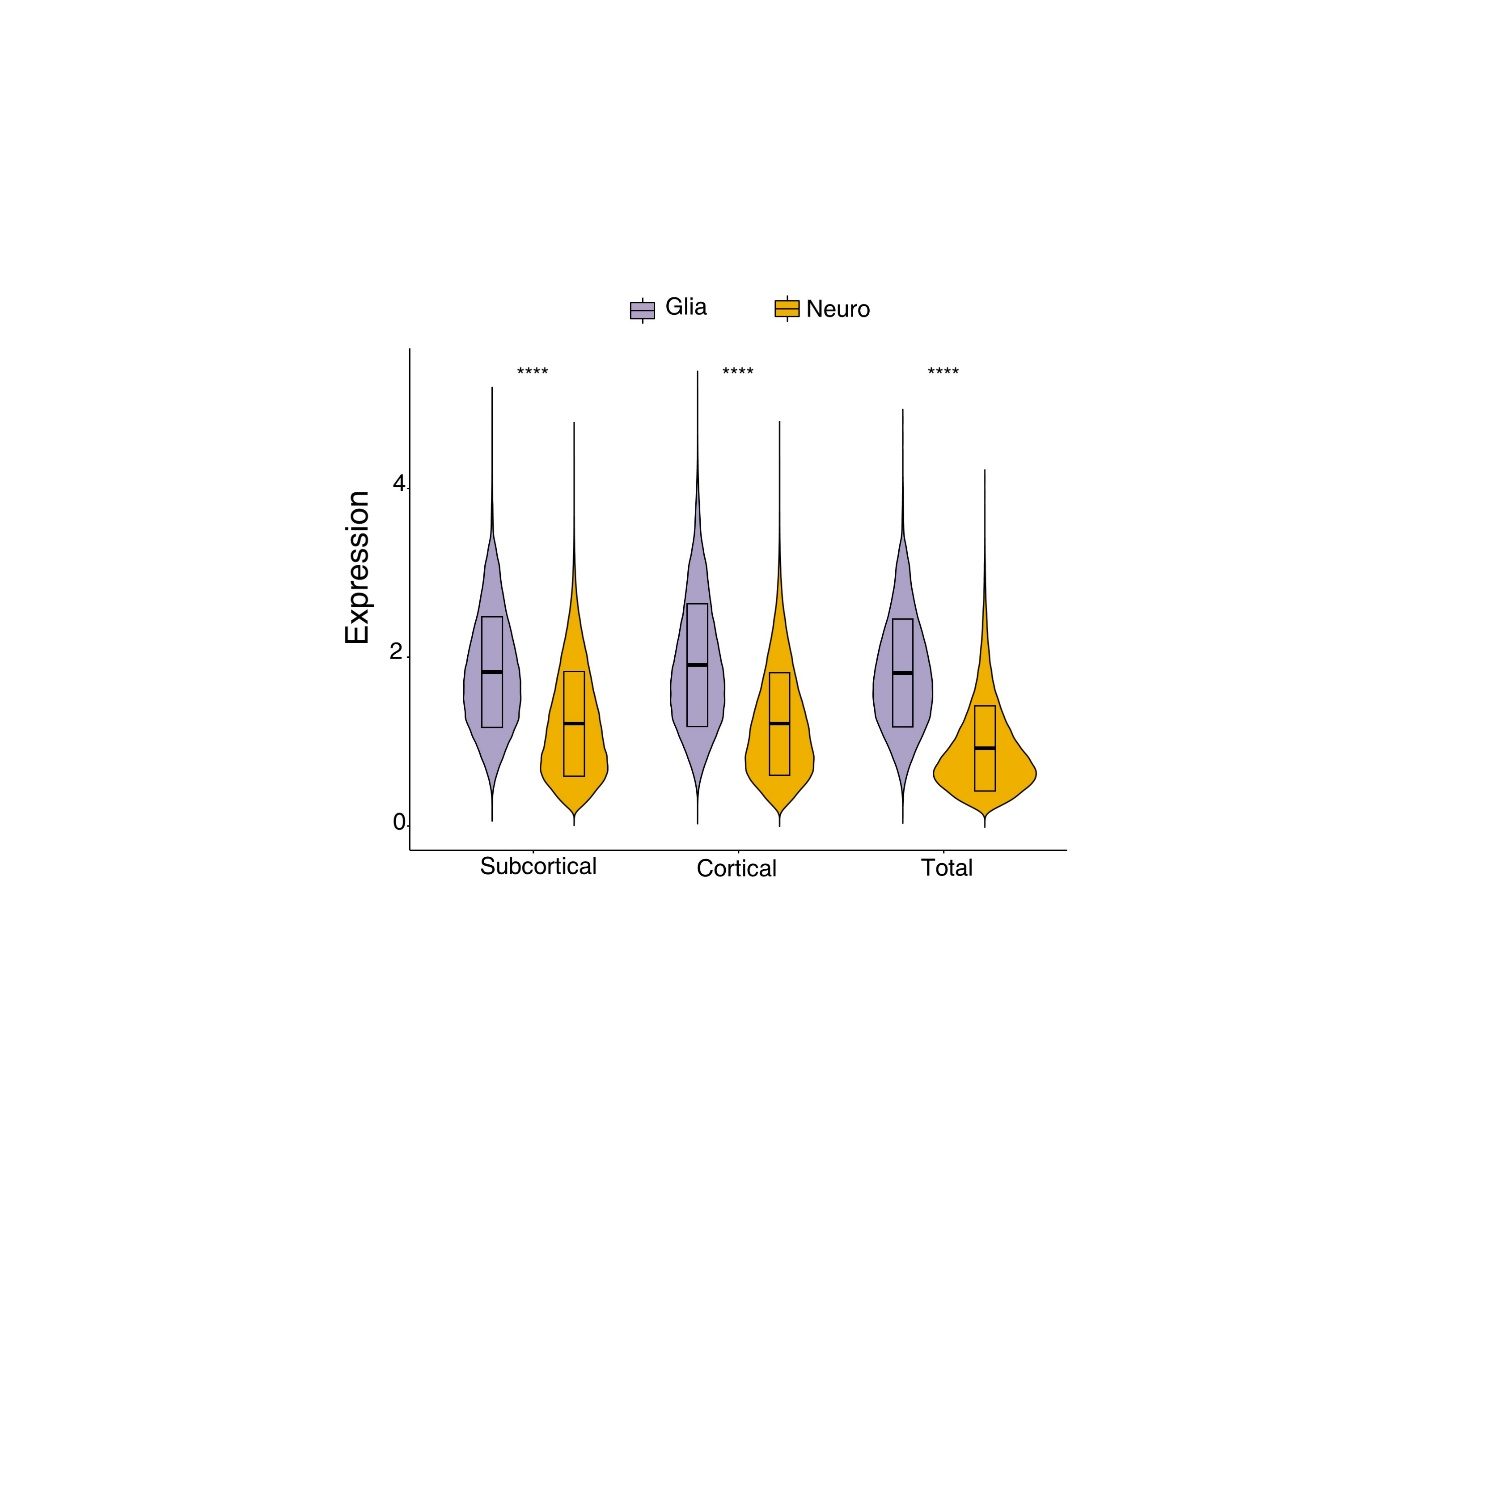 Glia Neuro
**** **** ****
Expression
4
2
0
Subcortical Cortical Total